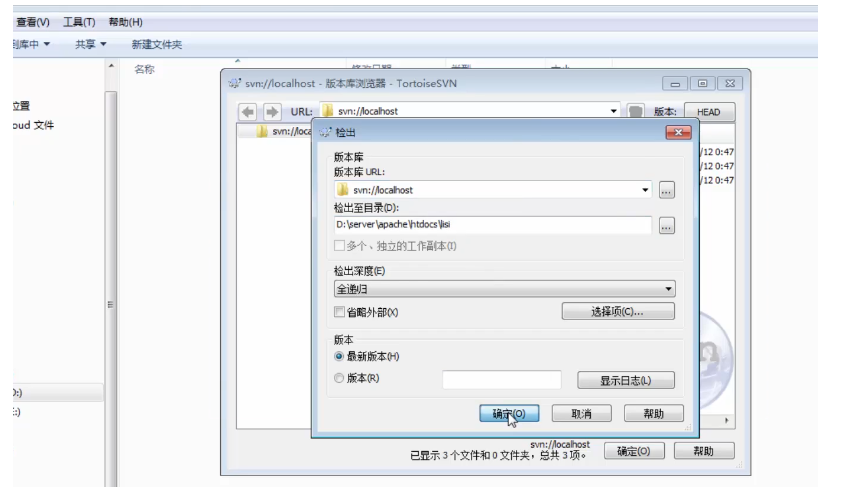 查看(V) 工具(T) 帮助(H)
到库中 共享 新建文件夹
名称
位置
oud 文件
svn://localhost - 版本库浏览器 - TortoiseSVN
URL: svn://localhost 版本: HEAD
svn://loca
检出
/12 0:47
/12 0:47
/12 0:47
版本库
版本库 URL:
svn://localhost
检出至目录(D):
D:\server\apache\htdocs\lisi
多个、独立的工作副本(I)
检出深度(E)
全递归
省略外部(X) 选择项(C)...
版本
最新版本(H)
版本(R) 显示日志(L)
确定(O) 取消 帮助
:)
:)
svn://localhost
已显示 3 个文件和 0 文件夹，总共 3 项。 确定(O) 帮助